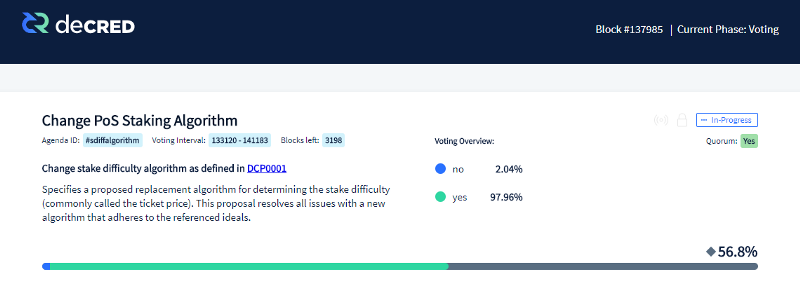 deCRED
Block #137985 | Current Phase: Voting
Change PoS Staking Algorithm
In-Progress
Agenda ID: #sdiffalgorithm Voting Interval: 133120 - 141183 Blocks left: 3198
Voting Overview:
Quorum: Yes
Change stake difficulty algorithm as defined in DCP0001
no 2.04%
Specifies a proposed replacement algorithm for determining the stake difficulty
(commonly called the ticket price). This proposal resolves all issues with a new
algorithm that adheres to the referenced ideals.
yes 97.96%
56.8%